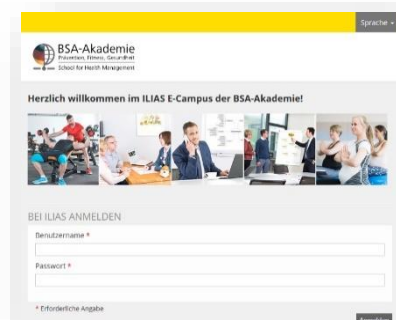 Sprache
BSA-Akademie
Prävention, Fitness, Gesundheit
School for Health Management
Herzlich willkommen im ILIAS E-Campus der BSA-Akademie!
BEI ILIAS ANMELDEN
Benutzername *
Passwort *
* Erforderliche Angabe
Anmelden